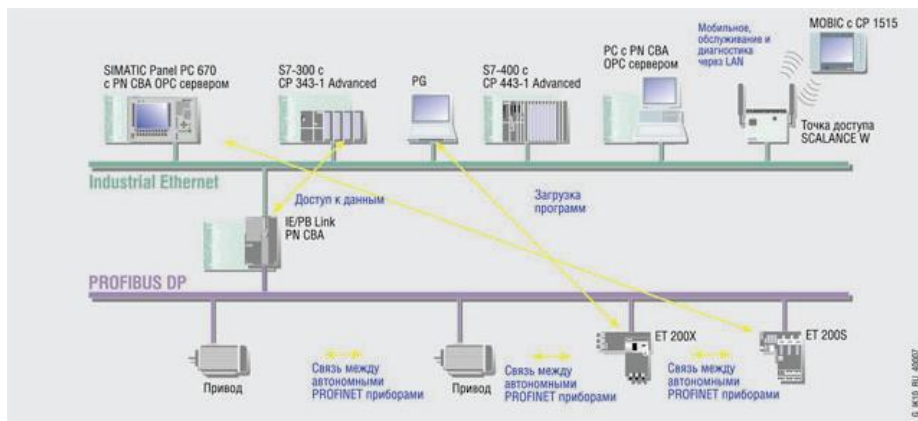 Мобильное,
обслуживание и
диагностика
через LAN
MOBIC с CP 1515
SIMATIC Panel PC 670
с PN CBA OPC сервером
S7-300 с
CP 343-1 Advanced
PG
S7-400 с
CP 443-1 Advanced
PC с PN CBA
OPC сервером
Точка доступа
SCALANCE W
Industrial Ethernet
Доступ к данным
Загрузка
программ
IE/PB Link
PN CBA
PROFIBUS DP
ET 200X
ET 200S
Привод
Связь между
автономными
PROFINET приборами
Привод
Связь между
автономными
PROFINET приборами
Связь между
автономными
PROFINET приборами
G_IK10_RU_40007